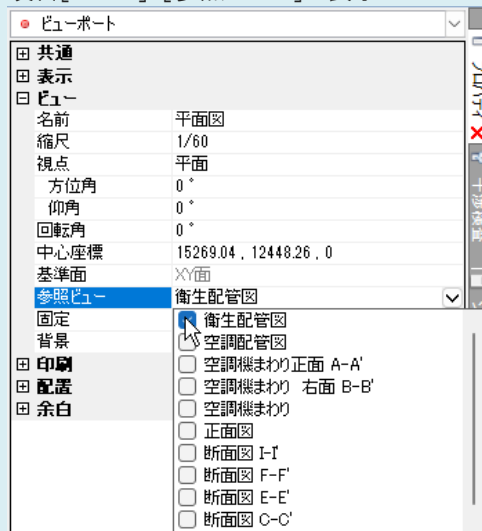 ビューポート
共通
表示
ビュー
名前 平面図
縮尺 1/60
視点 平面
方位角 0 °
仰角 0 °
回転角 0 °
中心座標 15269.04 , 12448.26 , 0
基準面 XY面
参照ビュー 衛生配管図
固定 衛生配管図
背景 空調配管図
印刷 空調機まわり正面 A-A'
配置 空調機まわり 右面 B-B'
余白 空調機まわり
正面図
断面図 I-I'
断面図 F-F'
断面図 E-E'
断面図 C-C'